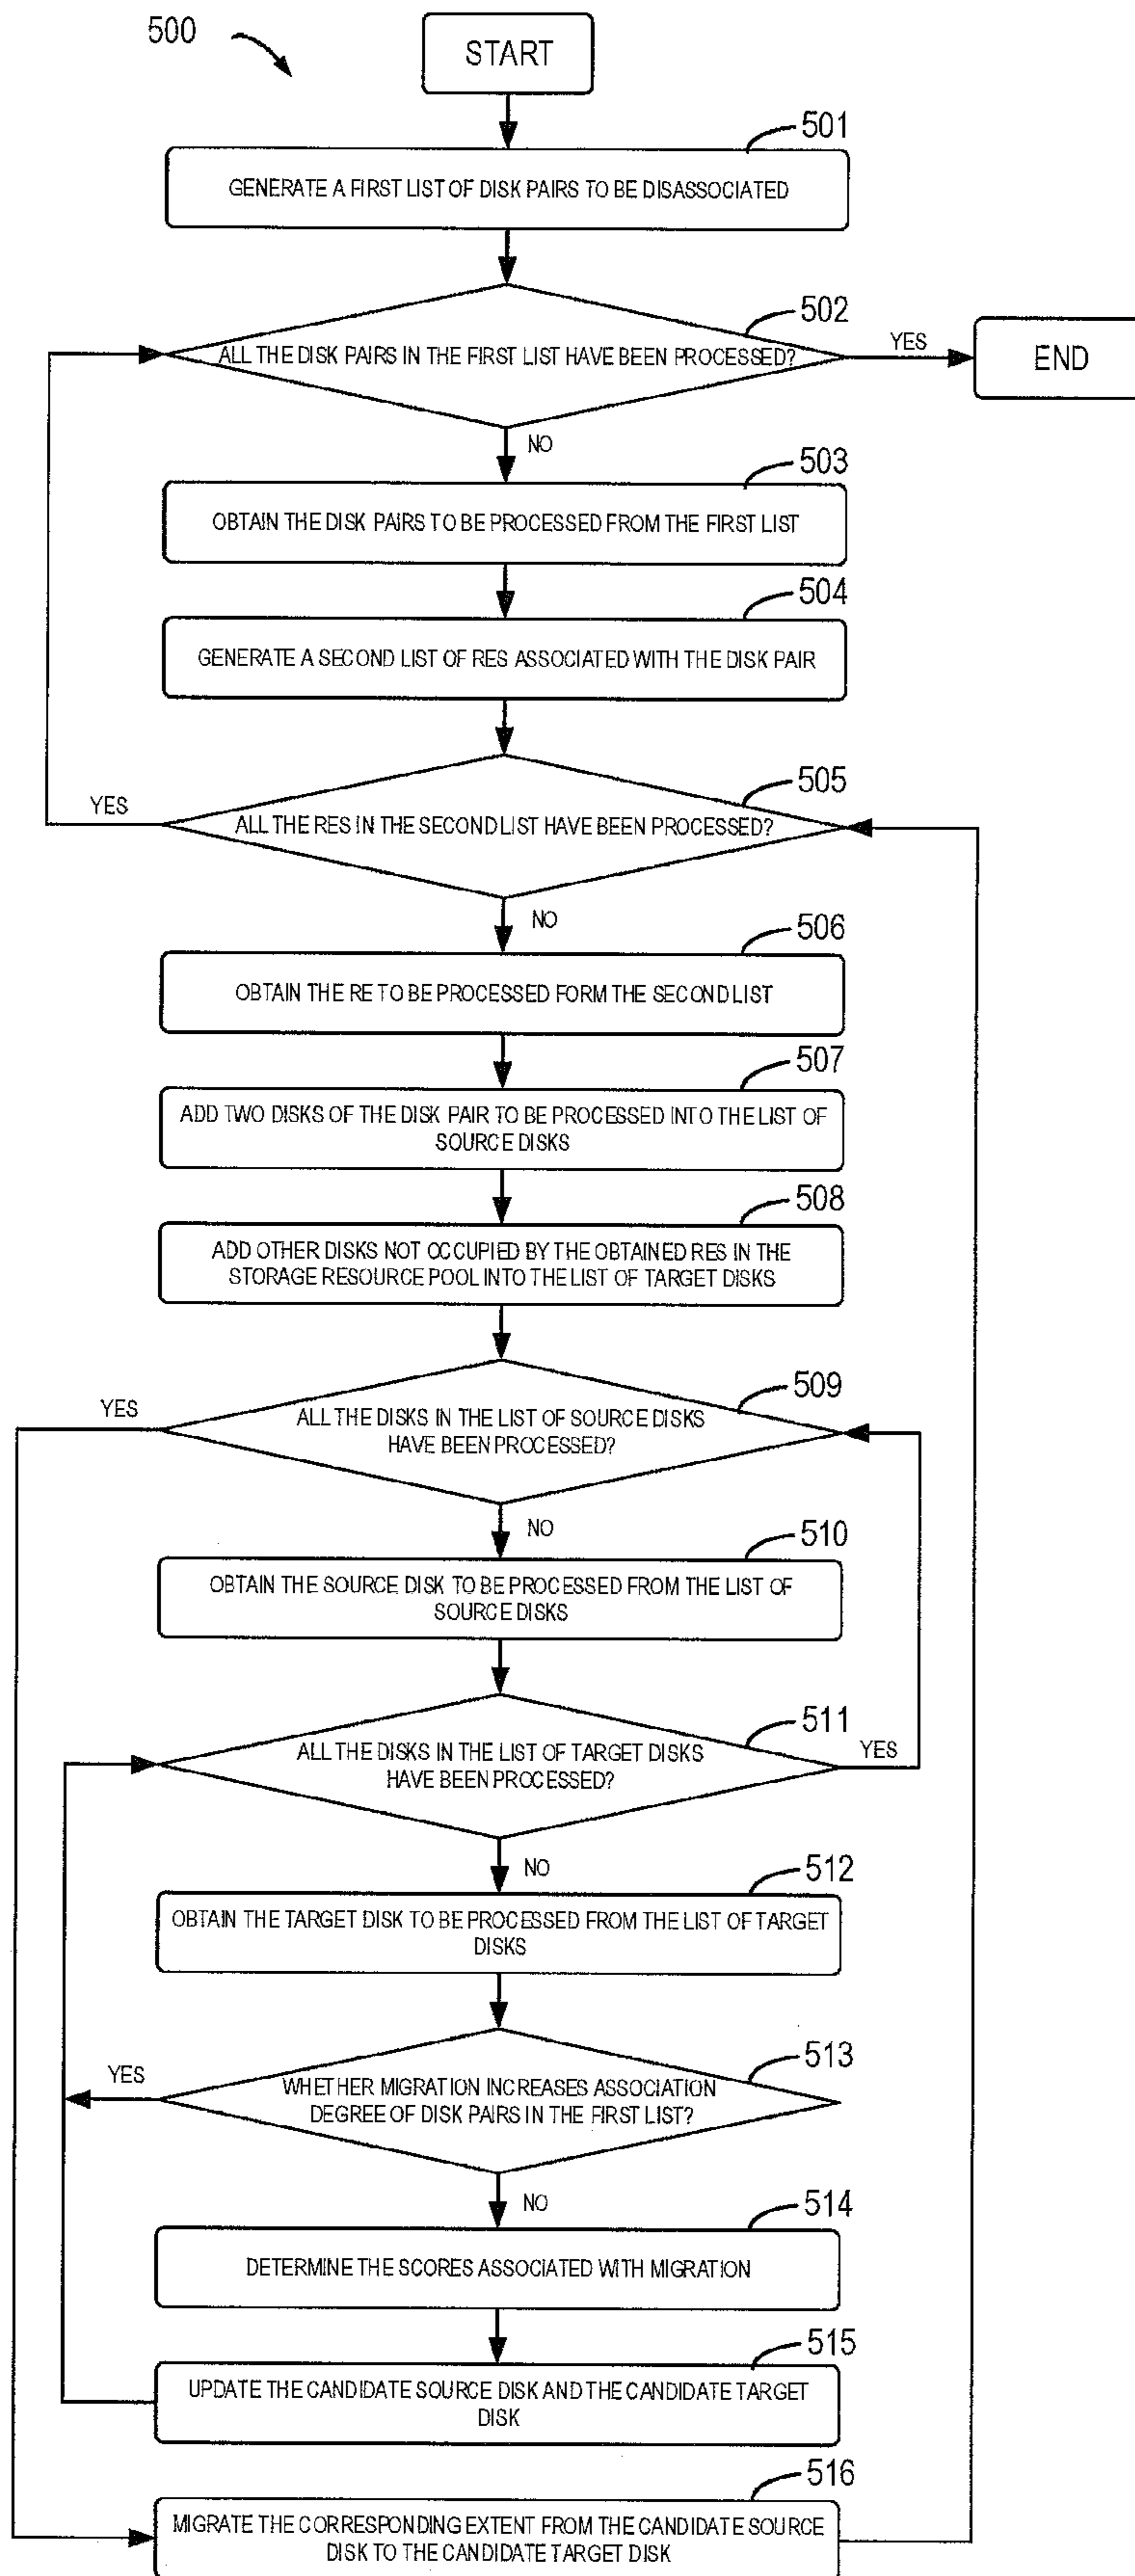 500
START
501
GENERATE A FIRST LIST OF DISK PAIRS TO BE DISASSOCIATED
502
ALL THE DISK PAIRS IN THE FIRST LIST HAVE BEEN PROCESSED?
YES
END
NO
503
OBTAIN THE DISK PAIRS TO BE PROCESSED FROM THE FIRST LIST
504
GENERATE A SECOND LIST OF RES ASSOCIATED WITH THE DISK PAIR
505
YES
ALL THE RES IN THE SECOND LIST HAVE BEEN PROCESSED?
NO
506
OBTAIN THE RE TO BE PROCESSED FORM THE SECOND LIST
507
ADD TWO DISKS OF THE DISK PAIR TO BE PROCESSED INTO THE LIST OF
SOURCE DISKS
508
ADD OTHER DISKS NOT OCCUPIED BY THE OBTAINED RES IN THE
STORAGE RESOURCE POOL INTO THE LIST OF TARGET DISKS
509
YES
ALL THE DISKS IN THE LIST OF SOURCE DISKS
HAVE BEEN PROCESSED?
NO
510
OBTAIN THE SOURCE DISK TO BE PROCESSED FROM THE LIST OF
SOURCE DISKS
511
ALL THE DISKS IN THE LIST OF TARGET DISKS
HAVE BEEN PROCESSED?
YES
NO
512
OBTAIN THE TARGET DISK TO BE PROCESSED FROM THE LIST OF TARGET
DISKS
513
YES
WHETHER MIGRATION INCREASES ASSOCIATION
DEGREE OF DISK PAIRS IN THE FIRST LIST?
NO
514
DETERMINE THE SCORES ASSOCIATED WITH MIGRATION
515
UPDATE THE CANDIDATE SOURCE DISK AND THE CANDIDATE TARGET
DISK
516
MIGRATE THE CORRESPONDING EXTENT FROM THE CANDIDATE SOURCE
DISK TO THE CANDIDATE TARGET DISK